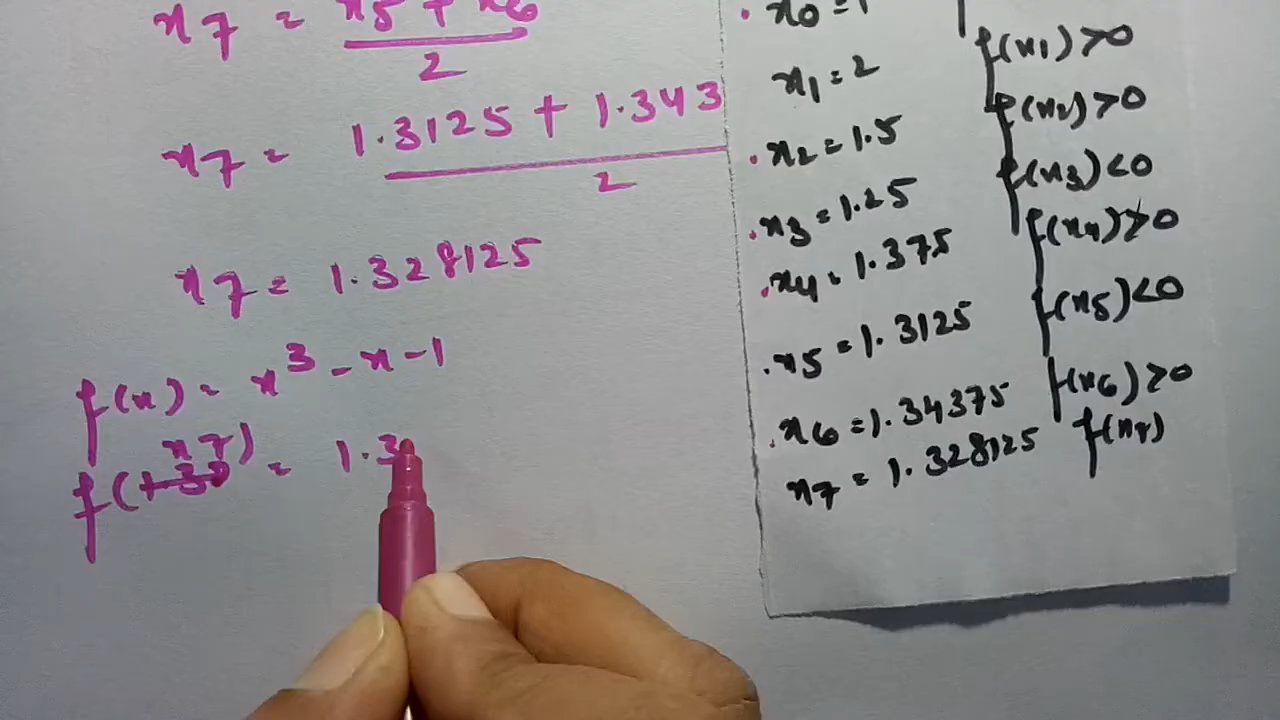 x7 = x5 + x6 / 2
x7 = 1.3125 + 1.343 / 2
x7 = 1.328125
f(x) = x³ - x - 1
f(x7) = 1.3
x0 = 1
x1 = 2
x2 = 1.5
x3 = 1.25
x4 = 1.375
x5 = 1.3125
x6 = 1.34375
x7 = 1.328125
f(x1) > 0
f(x2) > 0
f(x3) < 0
f(x4) > 0
f(x5) < 0
f(x6) > 0
f(x7)